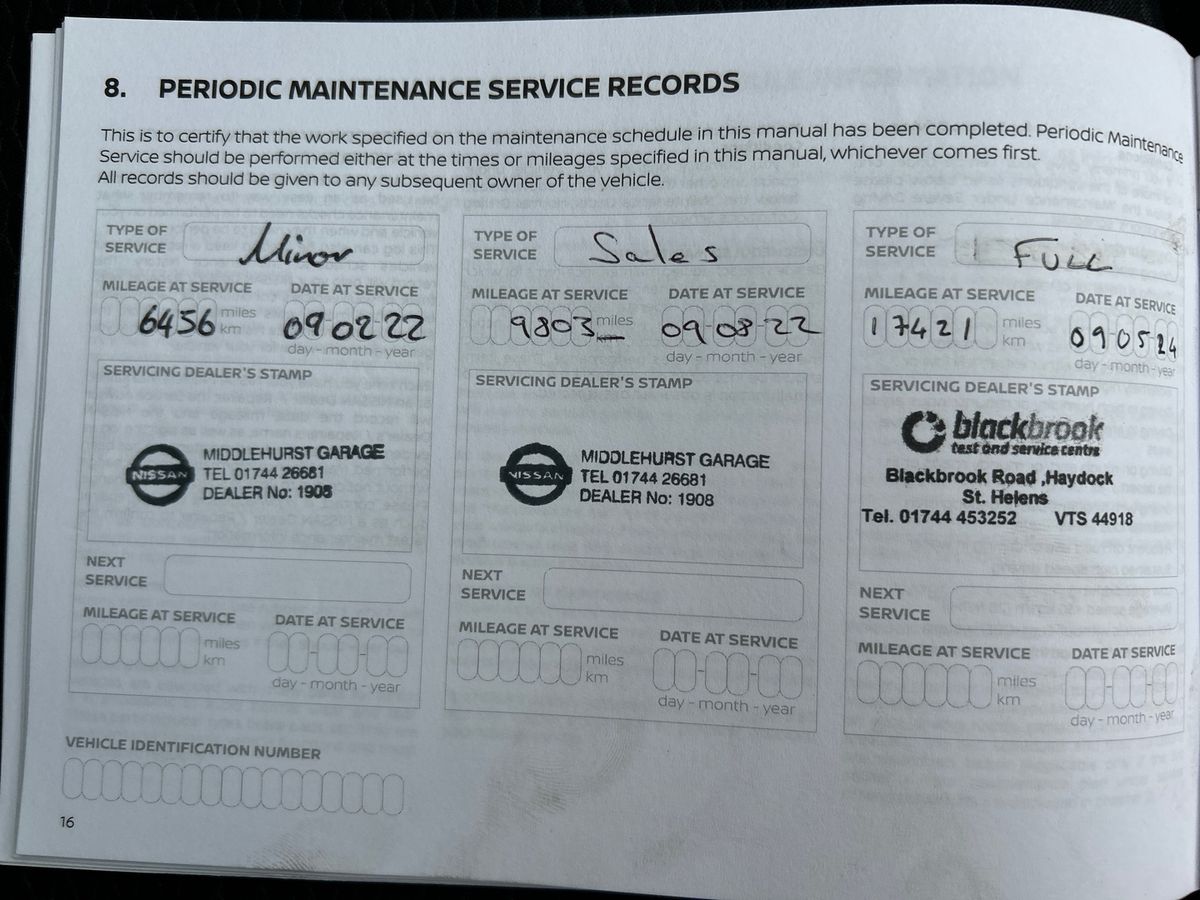 8. PERIODIC MAINTENANCE SERVICE RECORDS
This is to certify that the work specified on the maintenance schedule in this manual has been completed. Periodic Maintenance
Service should be performed either at the times or mileages specified in this manual, whichever comes first.
All records should be given to any subsequent owner of the vehicle.
TYPE OF
SERVICE
Minor
MILEAGE AT SERVICE
DATE AT SERVICE
6456 miles
km
09 02 22
day - month - year
SERVICING DEALER'S STAMP
NISSAN
MIDDLEHURST GARAGE
TEL 01744 26681
DEALER No: 1908
NEXT
SERVICE
MILEAGE AT SERVICE
DATE AT SERVICE
miles
km
day - month - year
TYPE OF
SERVICE
Sales
MILEAGE AT SERVICE
DATE AT SERVICE
9803 miles
09-08-22
day - month - year
SERVICING DEALER'S STAMP
NISSAN
MIDDLEHURST GARAGE
TEL 01744 26681
DEALER No: 1908
NEXT
SERVICE
MILEAGE AT SERVICE
DATE AT SERVICE
miles
km
day - month - year
TYPE OF
SERVICE
FULL
MILEAGE AT SERVICE
DATE AT SERVICE
17421 miles
km
09-05-24
day - month - year
SERVICING DEALER'S STAMP
blackbrook
test and service centre
Blackbrook Road ,Haydock
St. Helens
Tel. 01744 453252 VTS 44918
NEXT
SERVICE
MILEAGE AT SERVICE
DATE AT SERVICE
miles
km
day - month - year
VEHICLE IDENTIFICATION NUMBER
16